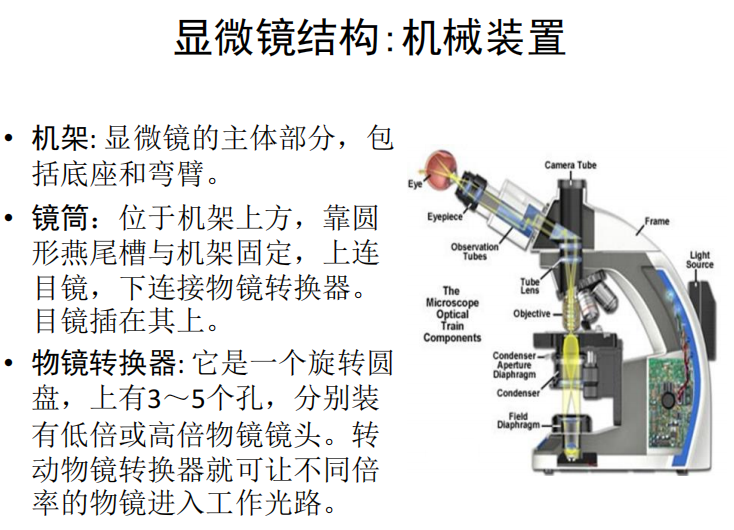 显微镜结构:机械装置
• 机架: 显微镜的主体部分，包
括底座和弯臂。
• 镜筒：位于机架上方，靠圆
形燕尾槽与机架固定，上连
目镜，下连接物镜转换器。
目镜插在其上。
• 物镜转换器: 它是一个旋转圆
盘，上有3～5个孔，分别装
有低倍或高倍物镜镜头。转
动物镜转换器就可让不同倍
率的物镜进入工作光路。
Camera Tube
Eye
Eyepiece
Frame
Observation
Tubes
Light
Source
Tube
Lens
The
Microscope
Optical
Train
Components
Objective
Condenser
Aperture
Diaphragm
Condenser
Field
Diaphragm